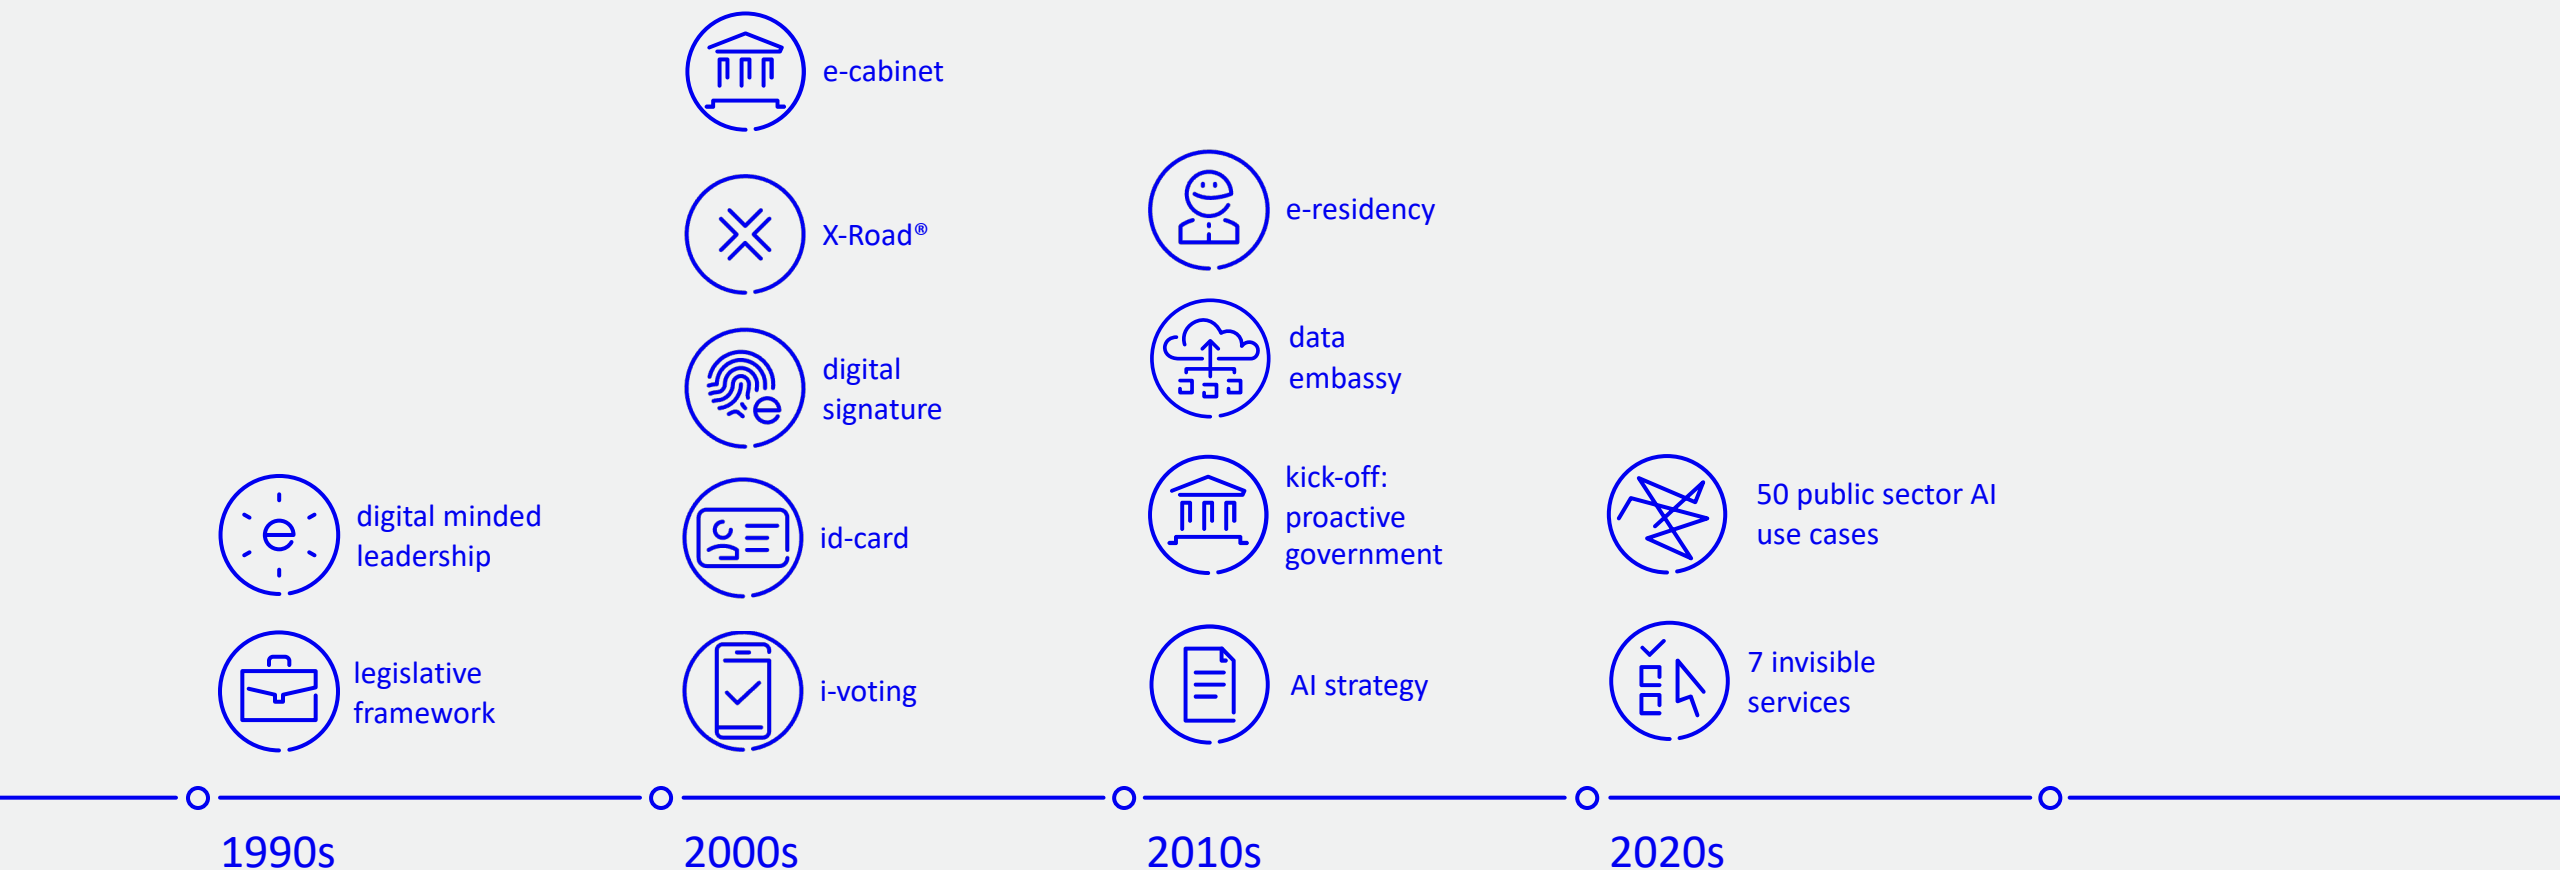 digital minded
leadership
legislative
framework
1990s
e-cabinet
X-Road®
digital
signature
id-card
i-voting
2000s
e-residency
data
embassy
kick-off:
proactive
government
AI strategy
2010s
50 public sector AI
use cases
7 invisible
services
2020s